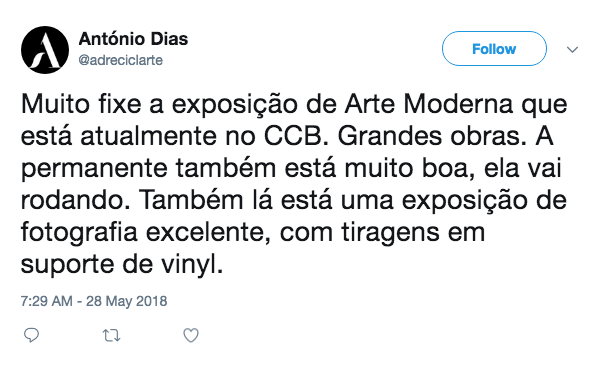 António Dias
@adreciclarte
Follow
Muito fixe a exposição de Arte Moderna que
está atualmente no CCB. Grandes obras. A
permanente também está muito boa, ela vai
rodando. Também lá está uma exposição de
fotografia excelente, com tiragens em
suporte de vinyl.
7:29 AM - 28 May 2018